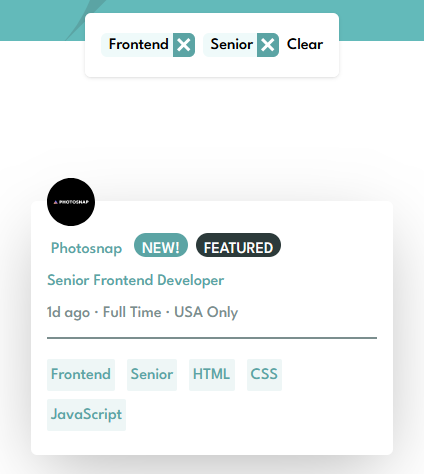 Frontend Senior Clear
PHOTOSNAP
Photosnap NEW! FEATURED
Senior Frontend Developer
1d ago · Full Time · USA Only
Frontend Senior HTML CSS
JavaScript